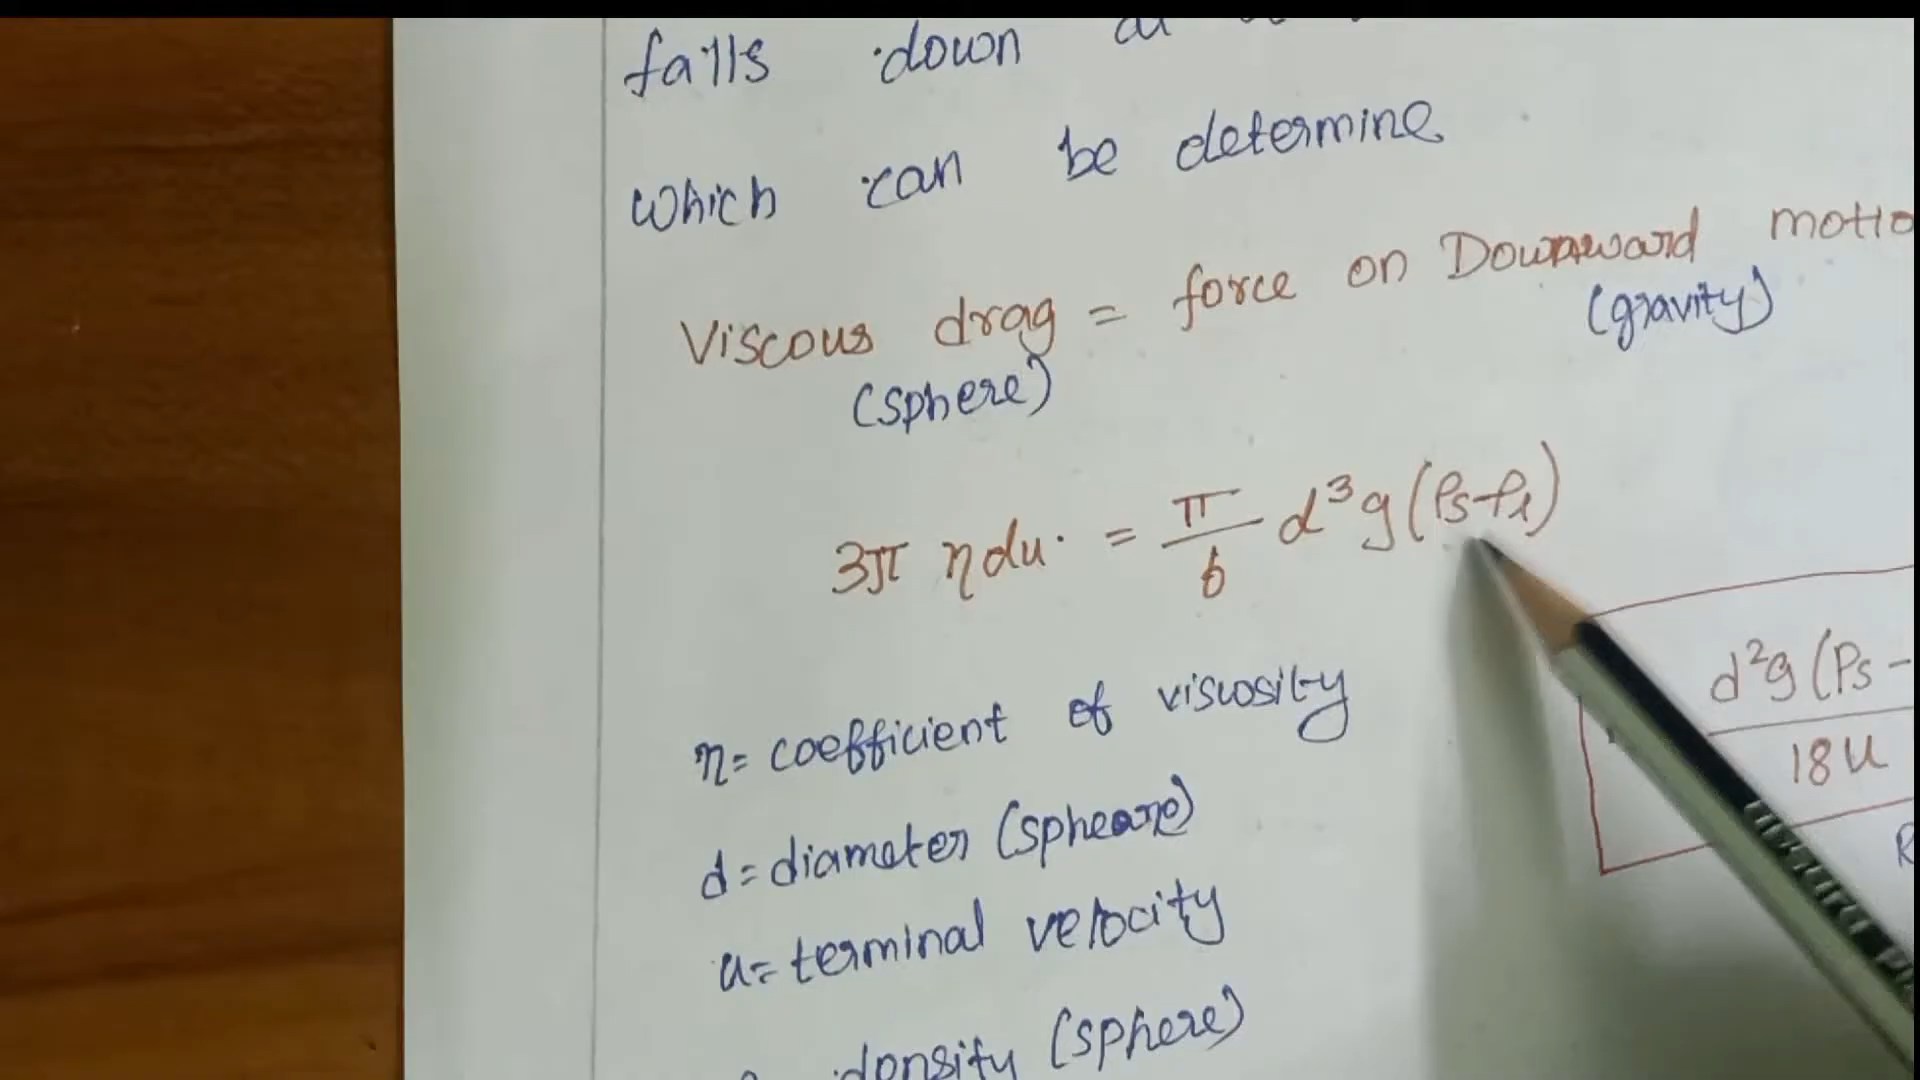 falls down
which can be determine
Viscous drag = force on Downward motio
(sphere) (gravity)
3π ηdu. = π/6 d³g(ρs-ρl)
η= coefficient of viscosity
d²g(ρs-
18u
d= diameter (spheare)
u= terminal velocity
density (sphere)